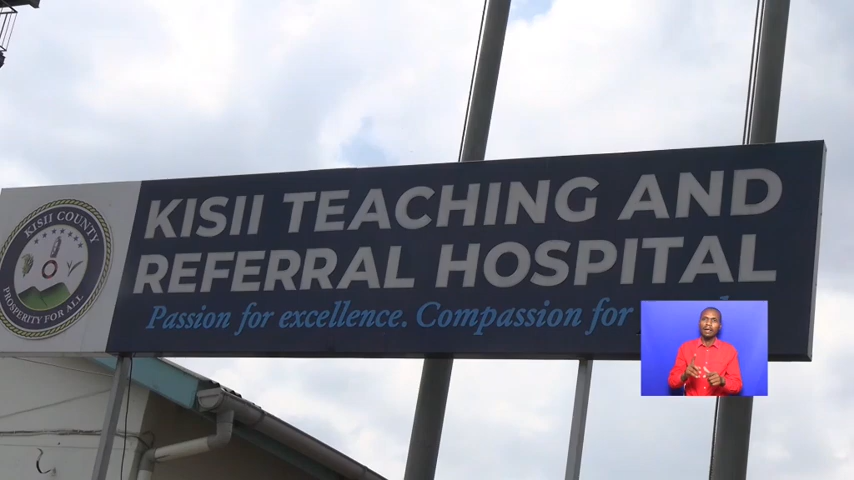 KISII COUNTY
PROSPERITY FOR ALL
KISII TEACHING AND
REFERRAL HOSPITAL
Passion for excellence. Compassion for